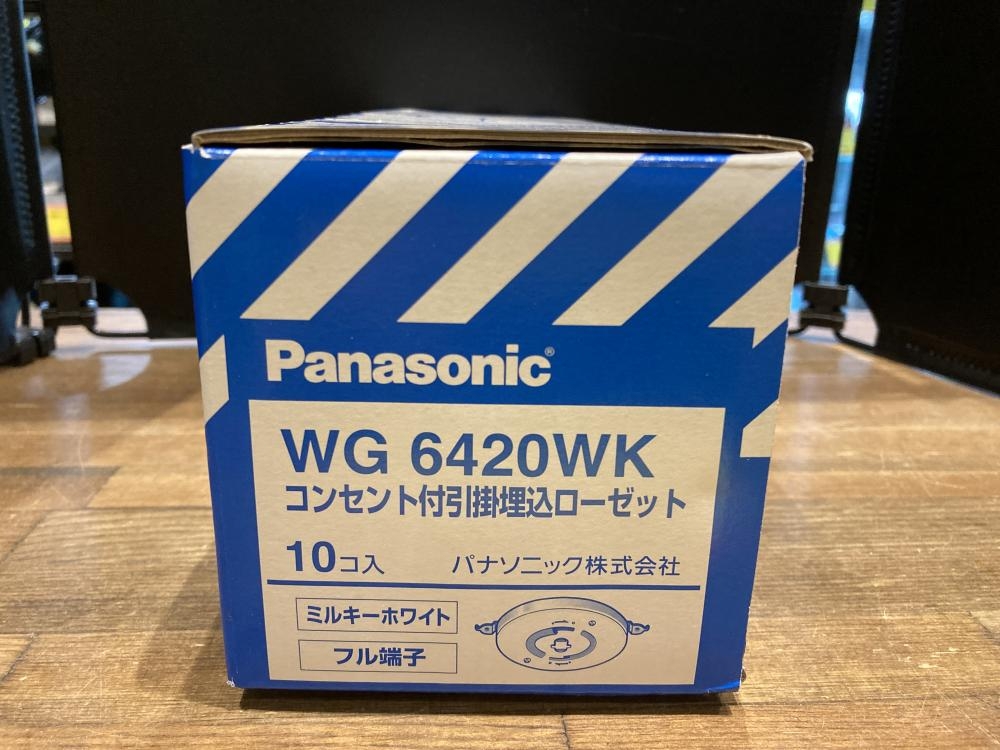 Panasonic®
WG 6420WK
コンセント付引掛埋込ローゼット
10コ入 パナソニック株式会社
ミルキーホワイト
フル端子